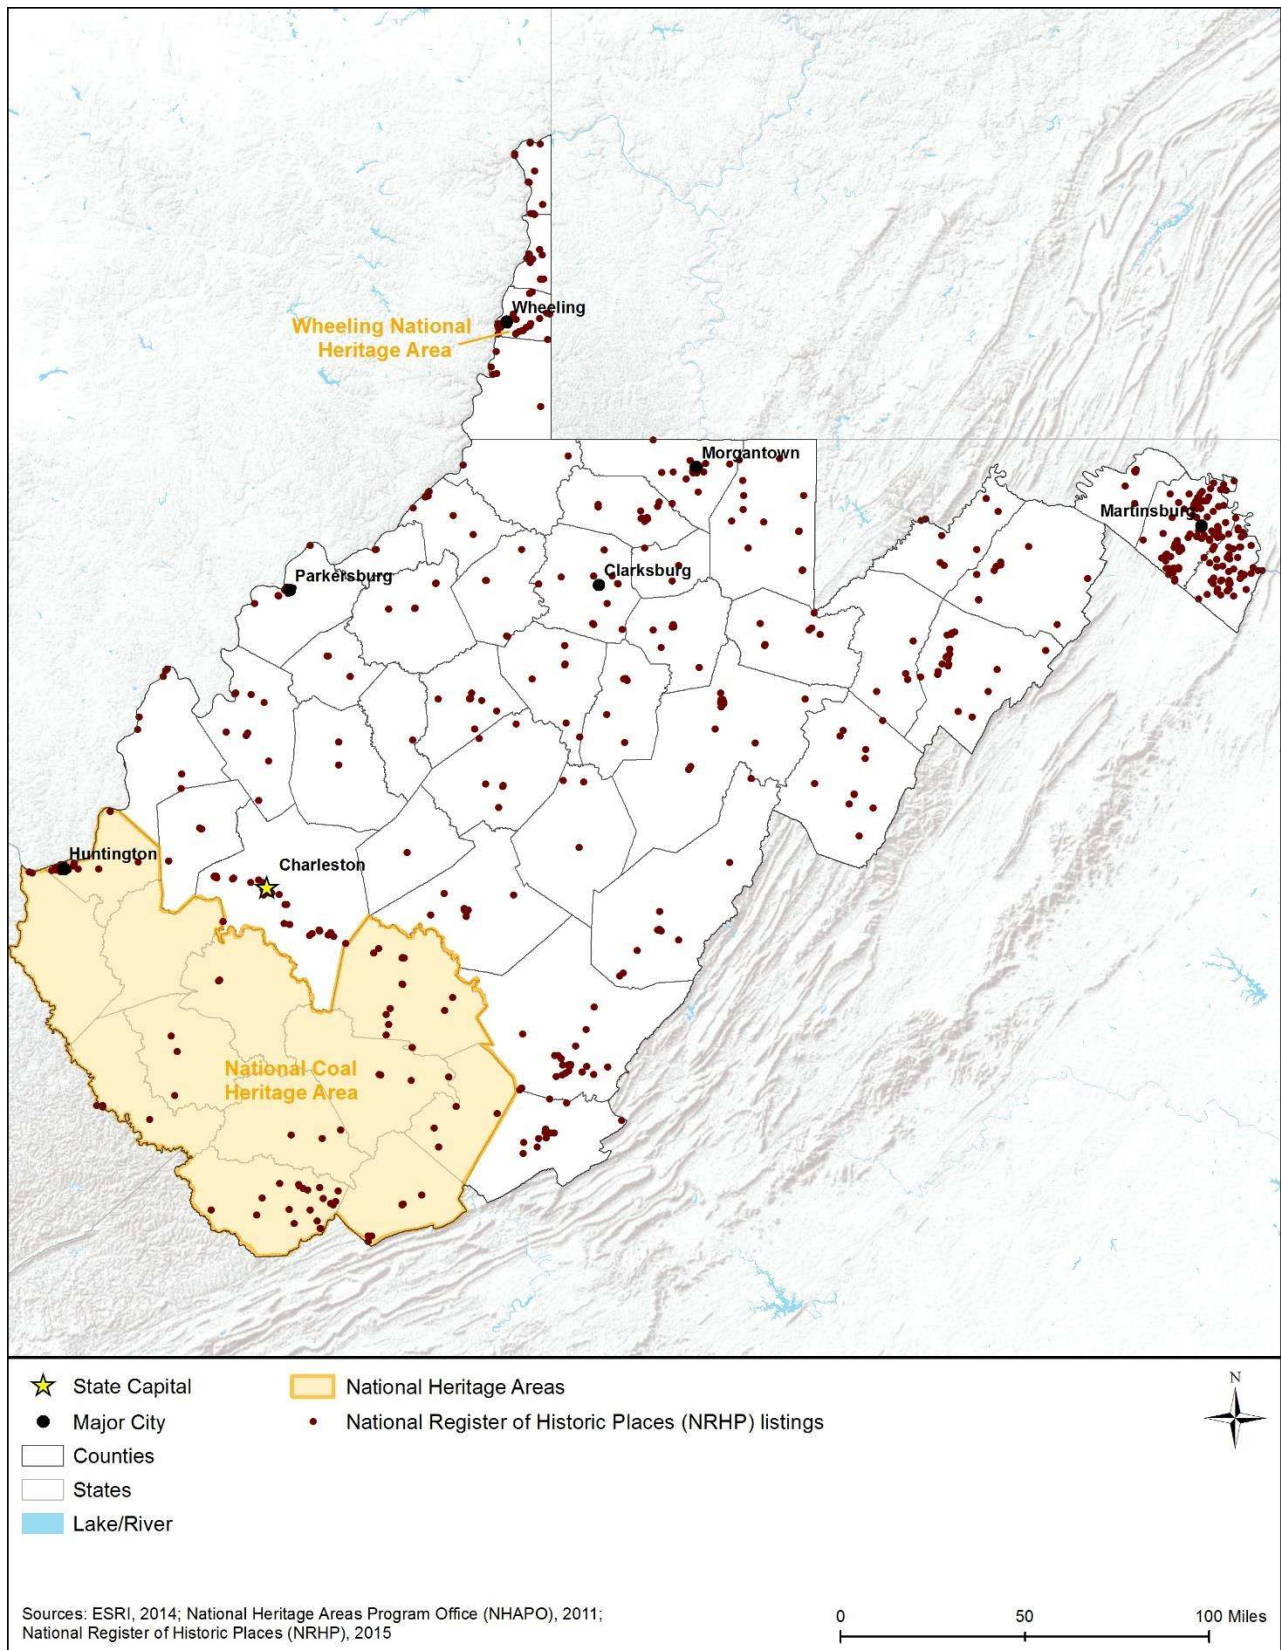 Wheeling
Wheeling National
Heritage Area
Morgantown
Martinsburg
Parkersburg
Clarksburg
Huntington
Charleston
National Coal
Heritage Area
State Capital
National Heritage Areas
N
Major City
National Register of Historic Places (NRHP) listings
Counties
States
Lake/River
Sources: ESRI, 2014; National Heritage Areas Program Office (NHAPO), 2011;
National Register of Historic Places (NRHP), 2015
0 50 100 Miles